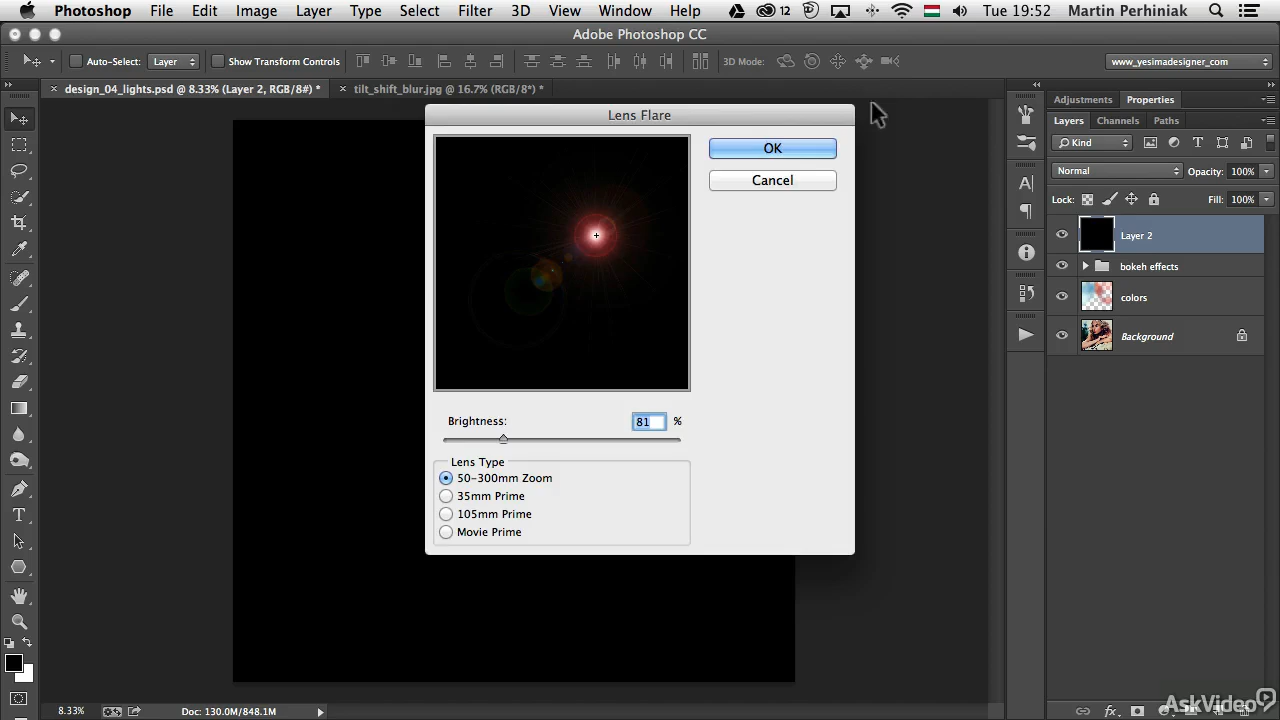 Photoshop File Edit Image Layer Type Select Filter 3D View Window Help 12 Tue 19:52 Martin Perhiniak
Adobe Photoshop CC
Auto-Select: Layer Show Transform Controls 3D Mode: www_yesimadesigner_com
design_04_lights.psd @ 8.33% (Layer 2, RGB/8#) * tilt_shift_blur.jpg @ 16.7% (RGB/8*) *
Adjustments Properties
Lens Flare
Layers Channels Paths
Kind
OK
Normal Opacity: 100%
Cancel
Lock: Fill: 100%
Layer 2
bokeh effects
colors
Background
Brightness: 81 %
Lens Type
50-300mm Zoom
35mm Prime
105mm Prime
Movie Prime
8.33% Doc: 130.0M/848.1M
AskVideo